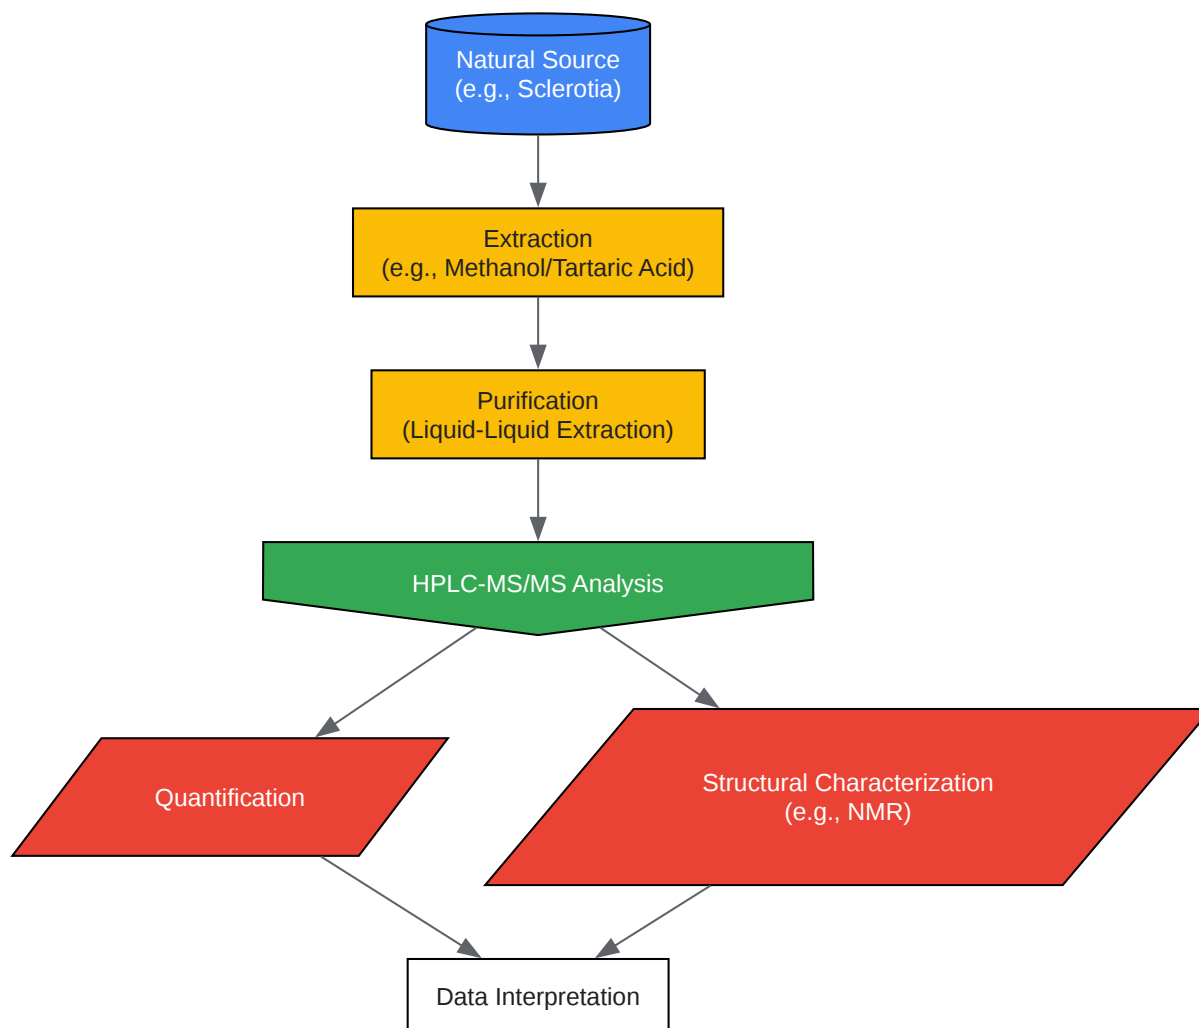 Natural Source
(e.g., Sclerotia)
Extraction
(e.g., Methanol/Tartaric Acid)
Purification
(Liquid-Liquid Extraction)
HPLC-MS/MS Analysis
Quantification
Structural Characterization
(e.g., NMR)
Data Interpretation